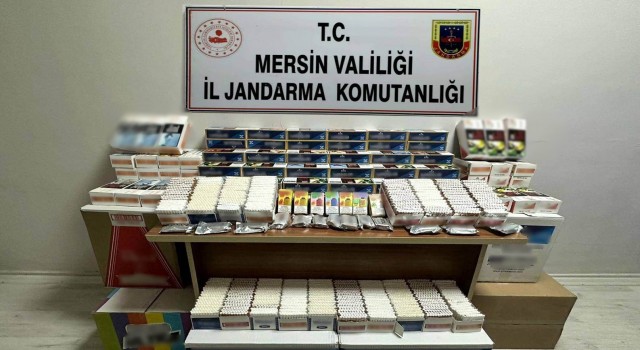 T.C.
MERSİN VALİLİĞİ
İL JANDARMA KOMUTANLIĞI